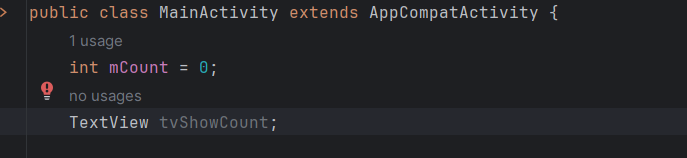 public class MainActivity extends AppCompatActivity {
1 usage
int mCount = 0;
no usages
TextView tvShowCount;